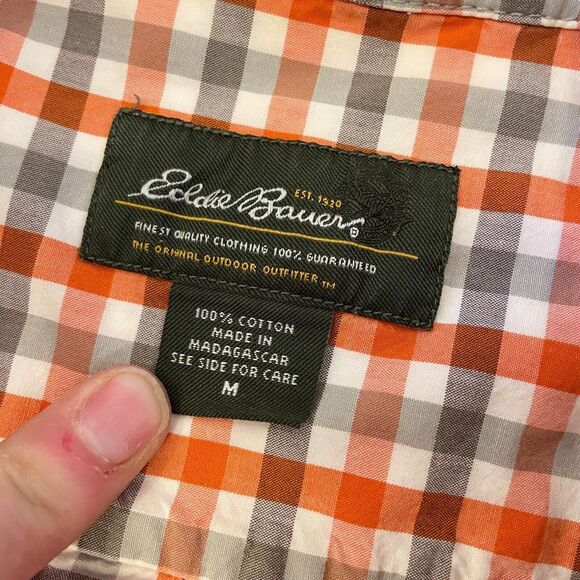 EST. 1920
Eddie Bauer®
FINEST QUALITY CLOTHING 100% GUARANTEED
THE ORIGINAL OUTDOOR OUTFITTER ™
100% COTTON
MADE IN
MADAGASCAR
SEE SIDE FOR CARE
M